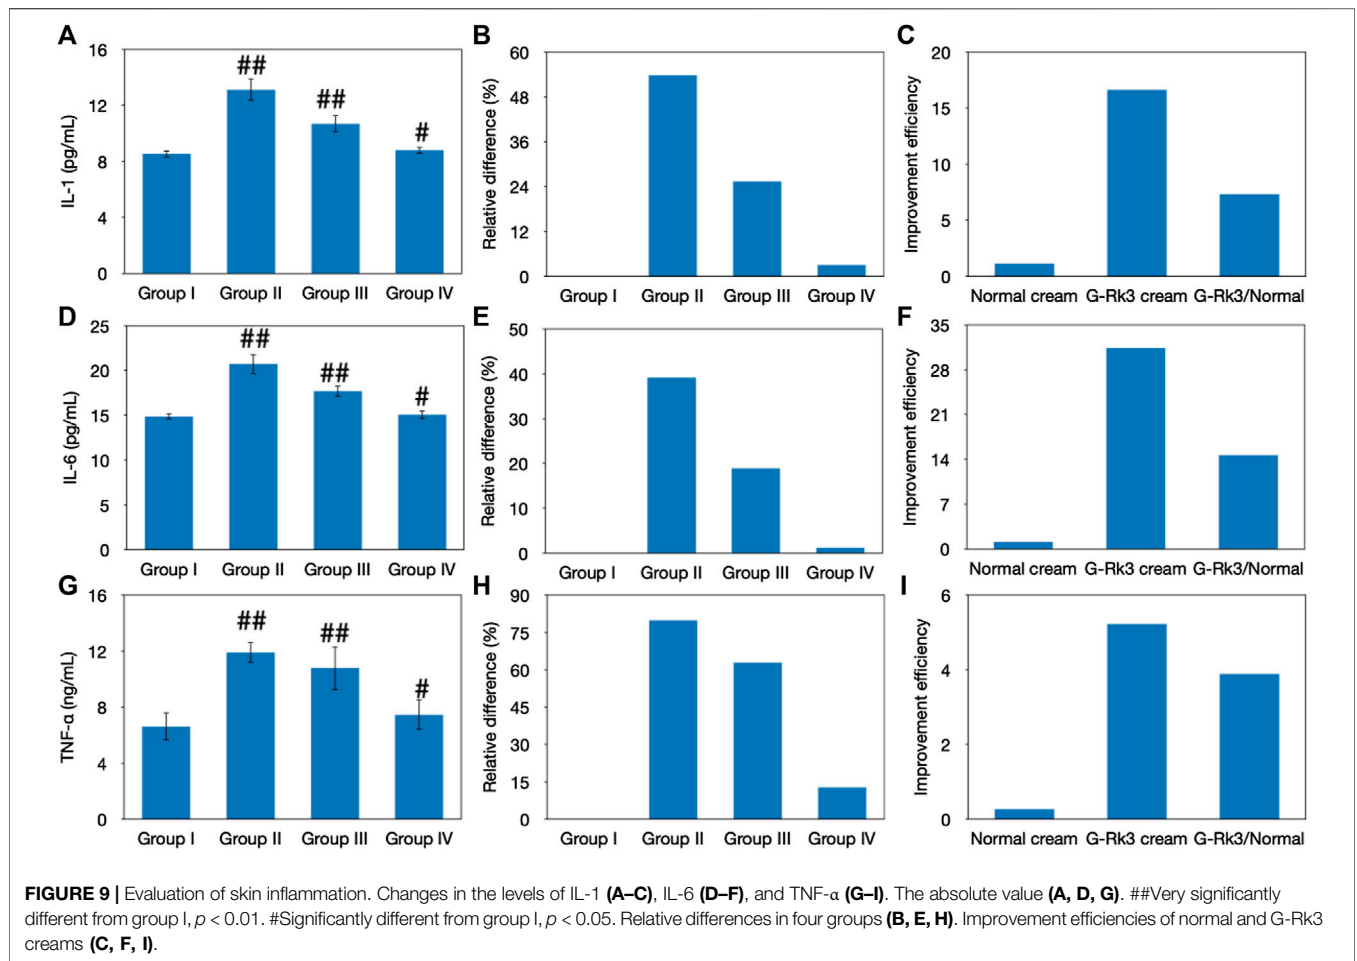 A
16
12
8
4
0
IL-1 (pg/mL)
##
##
#
Group I Group II Group III Group IV
B
60
48
36
24
12
0
Relative difference (%)
Group I Group II Group III Group IV
C
20
15
10
5
0
Improvement efficiency
Normal cream G-Rk3 cream G-Rk3/Normal
D
25
20
15
10
5
0
IL-6 (pg/mL)
##
##
#
Group I Group II Group III Group IV
E
50
40
30
20
10
0
Relative difference (%)
Group I Group II Group III Group IV
F
35
28
21
14
7
0
Improvement efficiency
Normal cream G-Rk3 cream G-Rk3/Normal
G
16
12
8
4
0
TNF-α (ng/mL)
##
##
#
Group I Group II Group III Group IV
H
90
75
60
45
30
15
0
Relative difference (%)
Group I Group II Group III Group IV
I
6
4
2
0
Improvement efficiency
Normal cream G-Rk3 cream G-Rk3/Normal
FIGURE 9 | Evaluation of skin inflammation. Changes in the levels of IL-1 (A–C), IL-6 (D–F), and TNF-α (G–I). The absolute value (A, D, G). ##Very significantly
different from group I, p < 0.01. #Significantly different from group I, p < 0.05. Relative differences in four groups (B, E, H). Improvement efficiencies of normal and G-Rk3
creams (C, F, I).